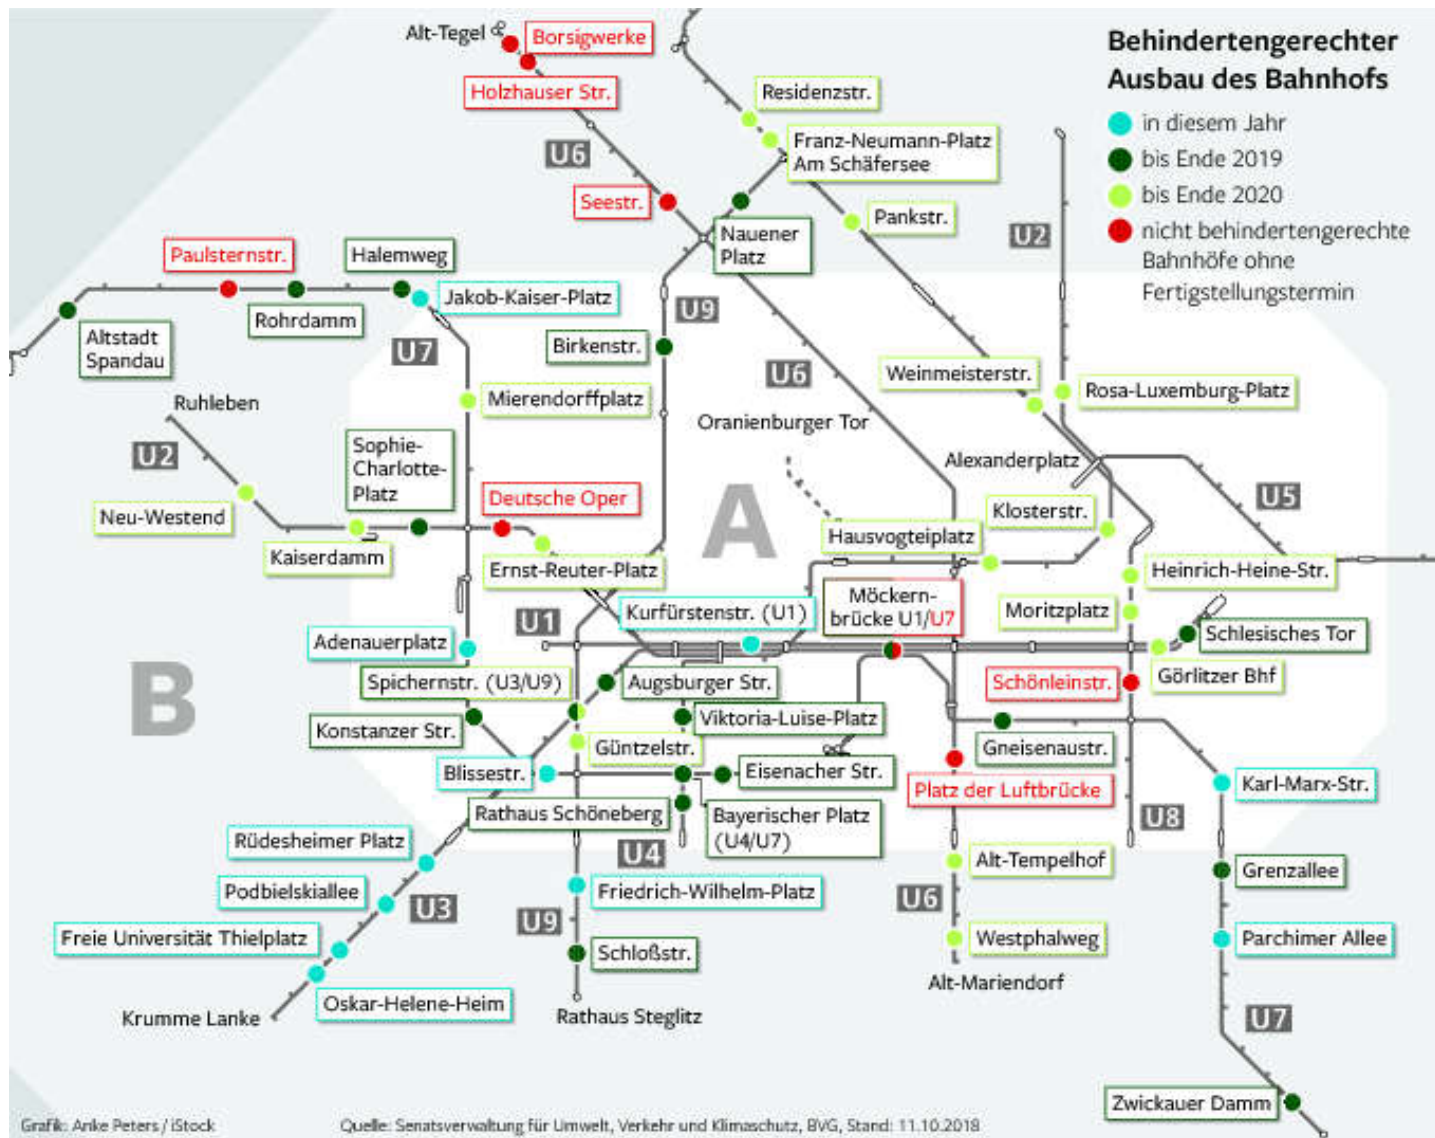 Behindertengerechter
Ausbau des Bahnhofs
in diesem Jahr
bis Ende 2019
bis Ende 2020
nicht behindertengerechte
Bahnhöfe ohne
Fertigstellungstermin
Alt-Tegel
Borsigwerke
Holzhauser Str.
Residenzstr.
Franz-Neumann-Platz
Am Schäfersee
U6
Seestr.
Pankstr.
Nauener
Platz
U2
Paulsternstr.
Halemweg
Jakob-Kaiser-Platz
Rohrdamm
Altstadt
Spandau
U9
U7
Birkenstr.
U6
Weinmeisterstr.
Rosa-Luxemburg-Platz
Mierendorffplatz
Ruhleben
Oranienburger Tor
U2
Sophie-
Charlotte-
Platz
Alexanderplatz
Deutsche Oper
A
U5
Neu-Westend
Klosterstr.
Kaiserdamm
Hausvogteiplatz
Ernst-Reuter-Platz
Heinrich-Heine-Str.
Kurfürstenstr. (U1)
Möckern-
brücke U1/U7
Moritzplatz
U1
Schlesisches Tor
Adenauerplatz
B
Spichernstr. (U3/U9)
Augsburger Str.
Schönleinstr.
Görlitzer Bhf
Konstanzer Str.
Viktoria-Luise-Platz
Güntzelstr.
Gneisenaustr.
Blissestr.
Eisenacher Str.
Platz der Luftbrücke
Karl-Marx-Str.
Rathaus Schöneberg
Bayerischer Platz
(U4/U7)
U8
Rüdesheimer Platz
U4
Alt-Tempelhof
Grenzallee
Podbielskiallee
U3
Friedrich-Wilhelm-Platz
U6
U9
Freie Universität Thielplatz
Schloßstr.
Westphalweg
Parchimer Allee
Oskar-Helene-Heim
Alt-Mariendorf
Krumme Lanke
Rathaus Steglitz
U7
Zwickauer Damm
Grafik: Anke Peters / iStock
Quelle: Senatsverwaltung für Umwelt, Verkehr und Klimaschutz, BVG, Stand: 11.10.2018